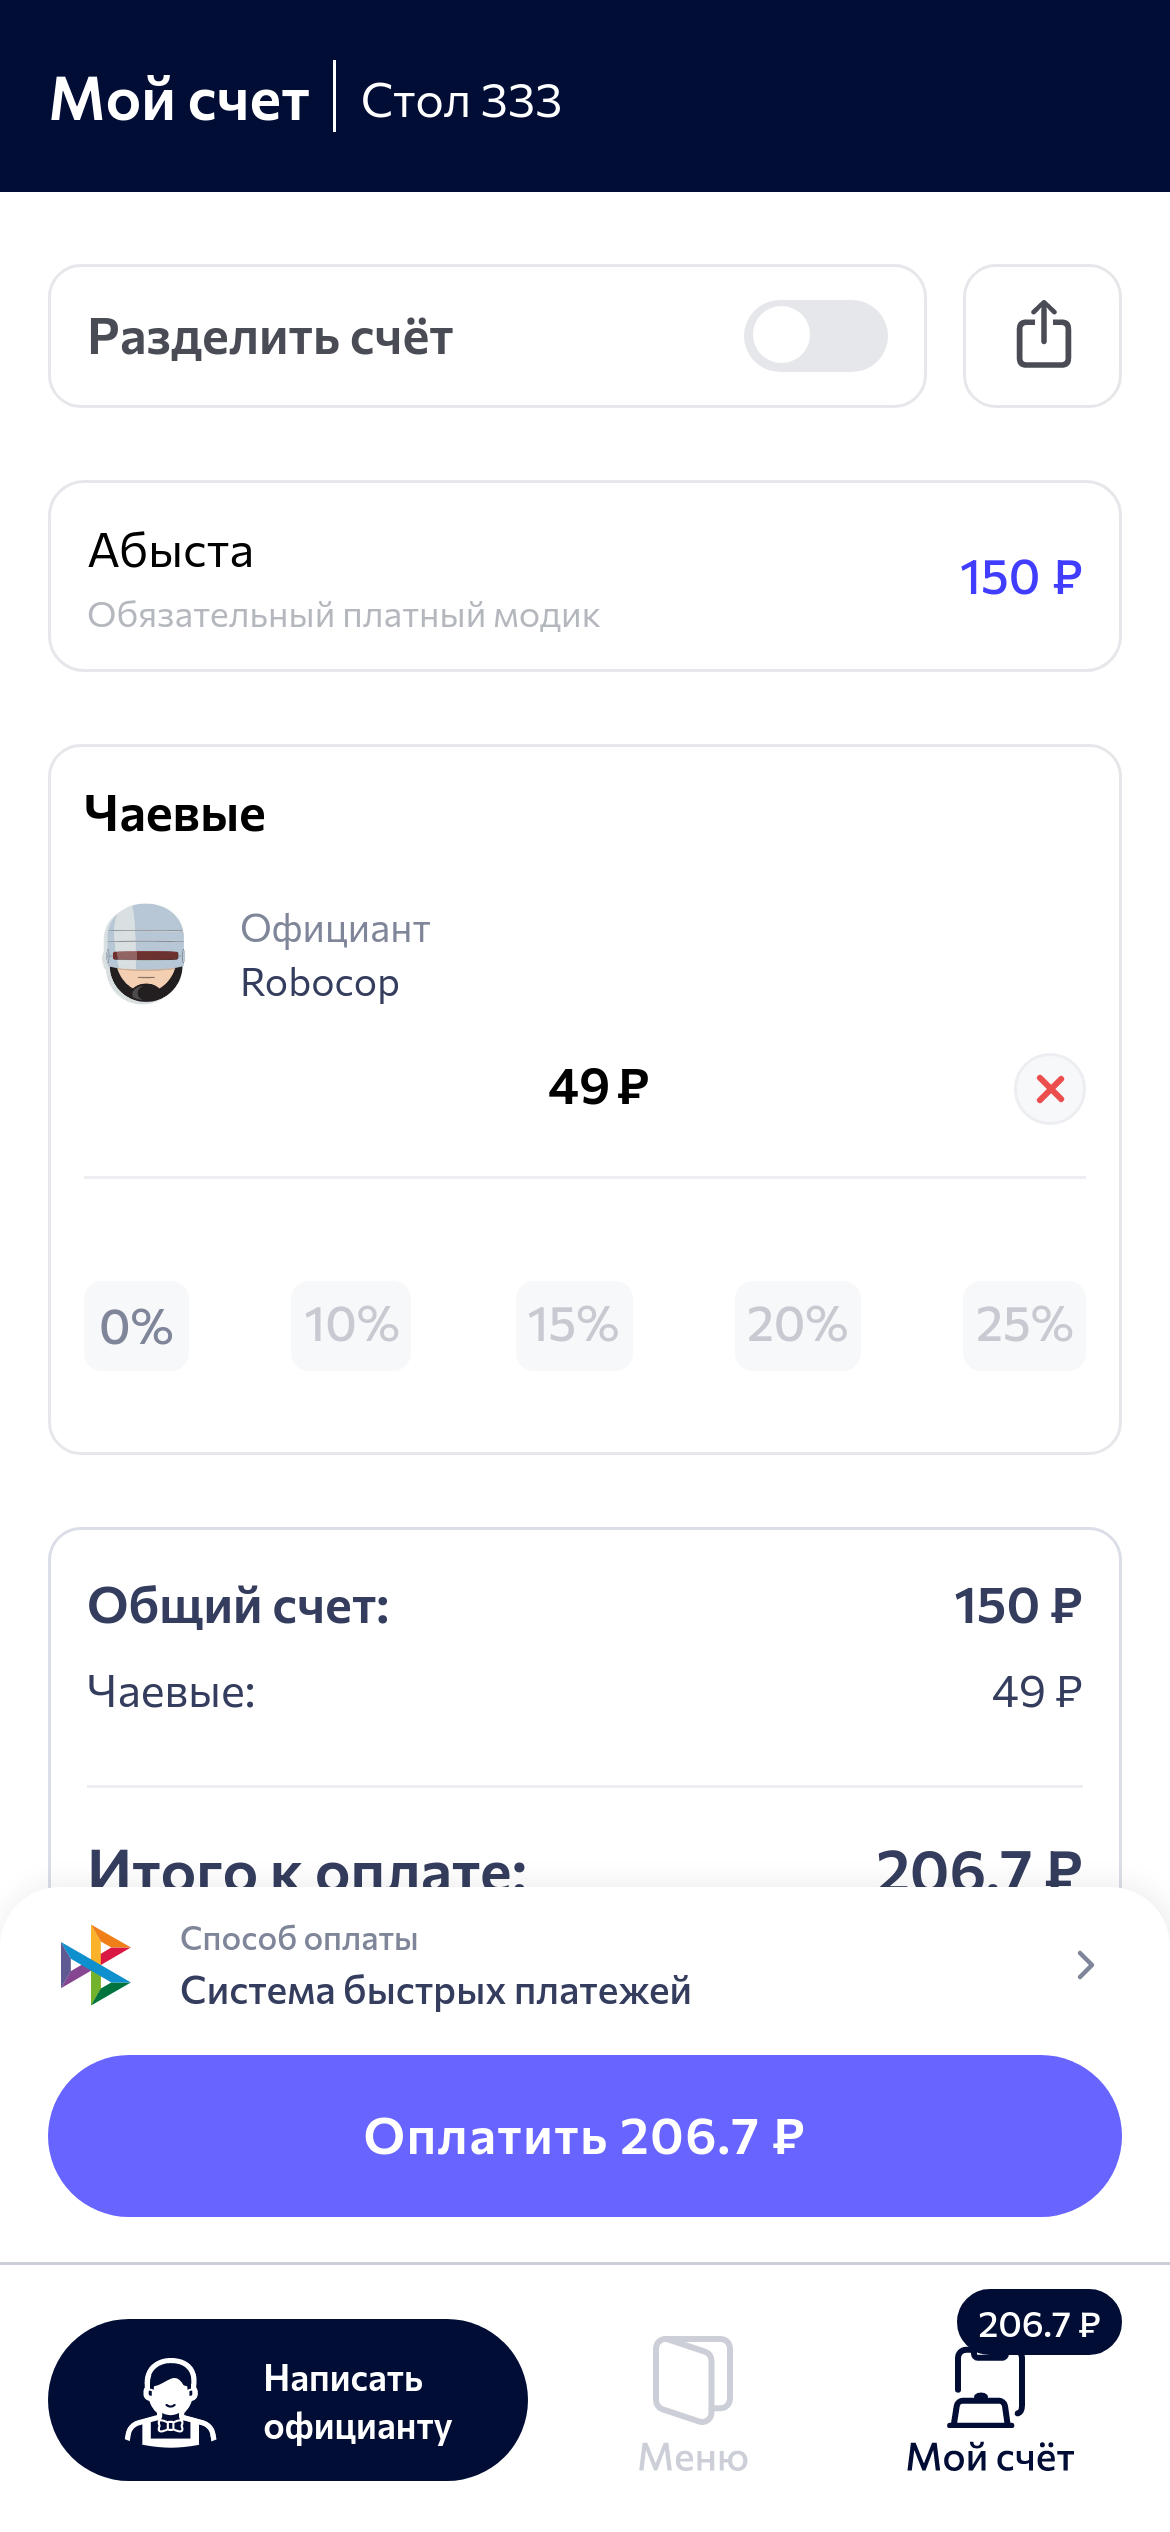 Мой счет
Стол 333
Разделить счёт
Абыста
150 ₽
Обязательный платный модик
Чаевые
Официант
Robocop
49 ₽
0%
10%
15%
20%
25%
Общий счет:
150 ₽
Чаевые:
49 ₽
Итого к оплате:
206.7 ₽
Способ оплаты
Система быстрых платежей
Оплатить 206.7 ₽
206.7 ₽
Написать
официанту
Меню
Мой счёт